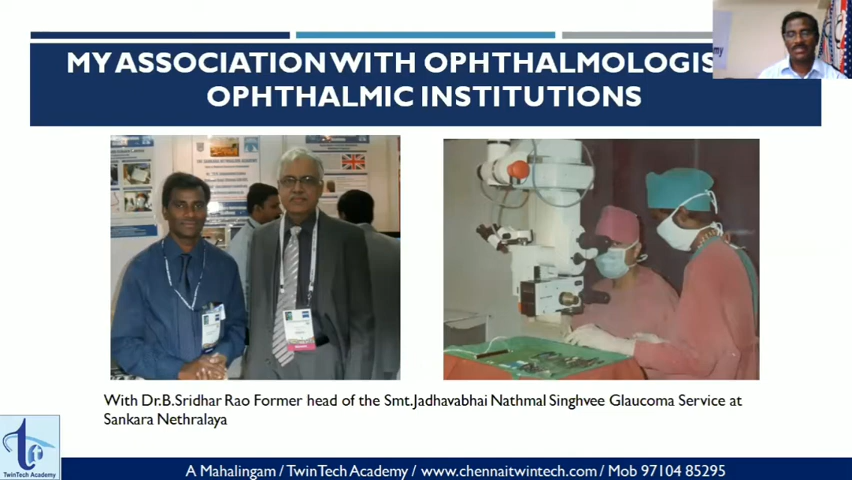 MY ASSOCIATION WITH OPHTHALMOLOGIS
OPHTHALMIC INSTITUTIONS
With Dr.B.Sridhar Rao Former head of the Smt.Jadhavabhai Nathmal Singhvee Glaucoma Service at
Sankara Nethralaya
TwinTech Academy
A Mahalingam / TwinTech Academy / www.chennaitwintech.com / Mob 97104 85295